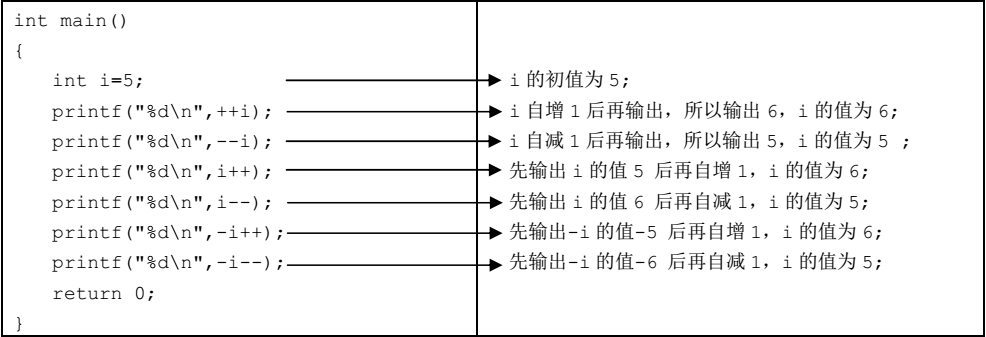 int main()
{
int i=5; i 的初值为 5;
printf("%d\n",++i); i 自增 1 后再输出，所以输出 6，i 的值为 6;
printf("%d\n",--i); i 自减 1 后再输出，所以输出 5，i 的值为 5 ;
printf("%d\n",i++); 先输出 i 的值 5 后再自增 1，i 的值为 6;
printf("%d\n",i--); 先输出 i 的值 6 后再自减 1，i 的值为 5;
printf("%d\n",-i++); 先输出-i 的值-5 后再自增 1，i 的值为 6;
printf("%d\n",-i--); 先输出-i 的值-6 后再自减 1，i 的值为 5;
return 0;
}